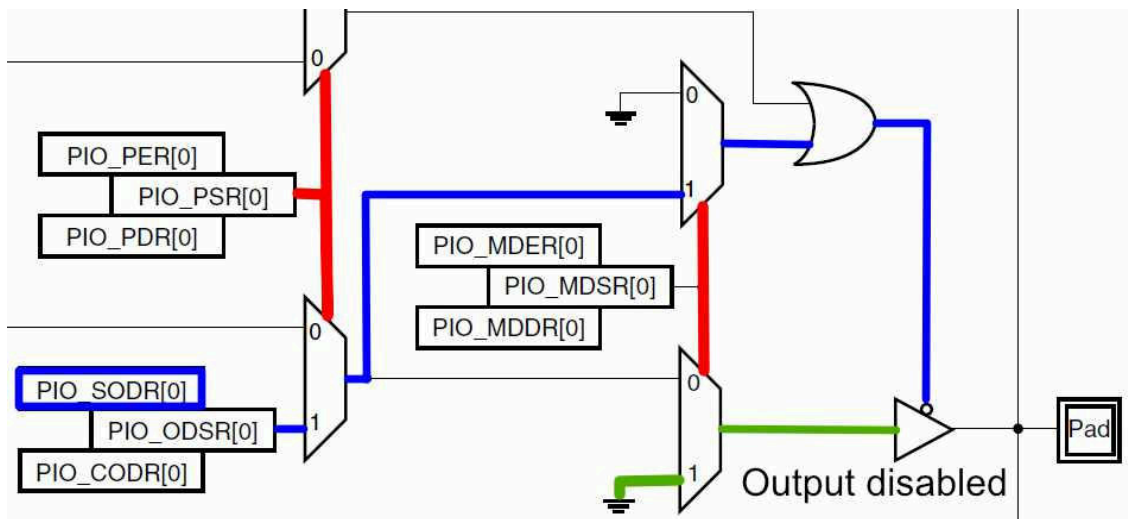 0
0
PIO_PER[0]
PIO_PSR[0]
PIO_PDR[0]
1
PIO_MDER[0]
PIO_MDSR[0]
PIO_MDDR[0]
0
0
PIO_SODR[0]
PIO_ODSR[0]
1
PIO_CODR[0]
Pad
1
Output disabled